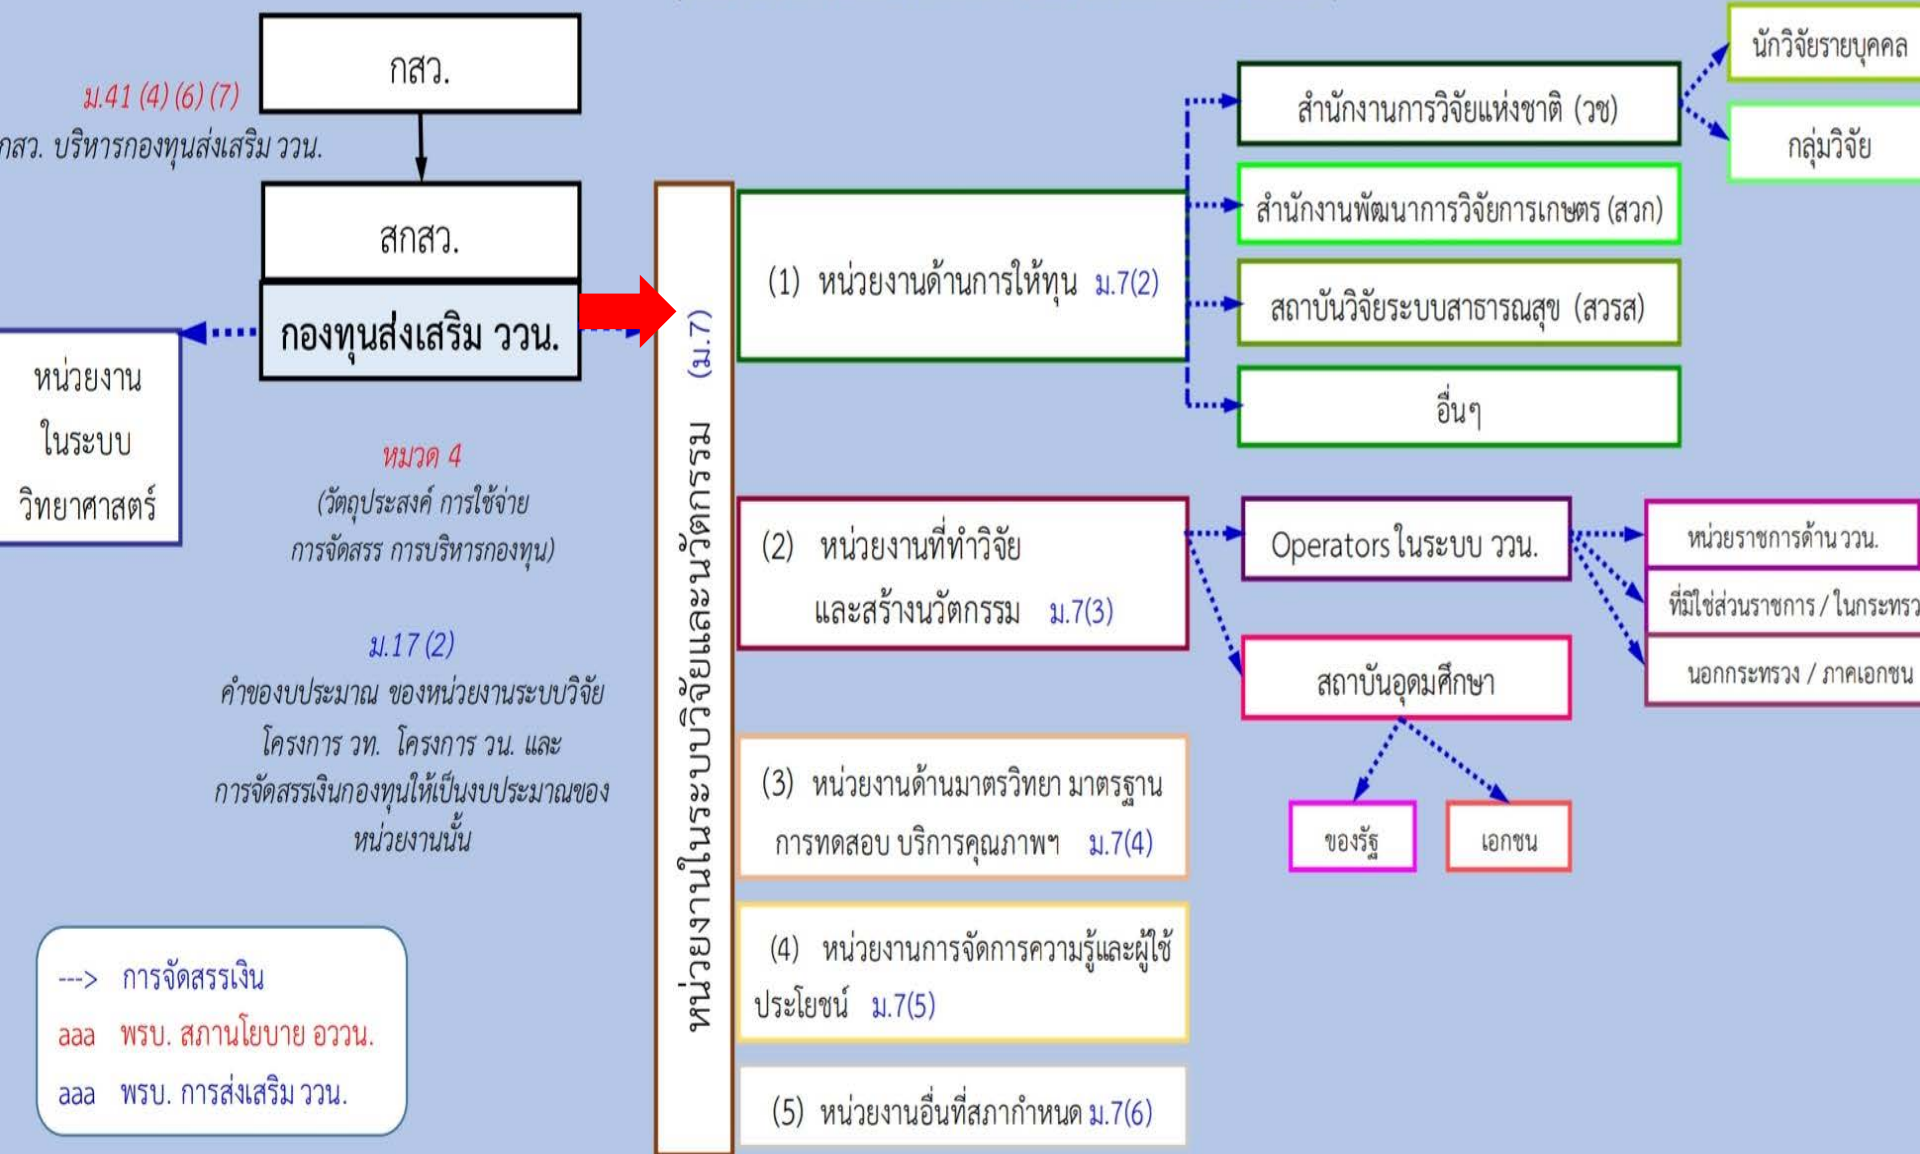 กสว.
ม.41 (4) (6) (7)
กสว. บริหารกองทุนส่งเสริม ววน.
สกสว.
กองทุนส่งเสริม ววน.
หน่วยงาน
ในระบบ
วิทยาศาสตร์
หมวด 4
(วัตถุประสงค์ การใช้จ่าย
การจัดสรร การบริหารกองทุน)
ม.17 (2)
คำของบประมาณ ของหน่วยงานระบบวิจัย
โครงการ วท. โครงการ วน. และ
การจัดสรรเงินกองทุนให้เป็นงบประมาณของ
หน่วยงานนั้น
---> การจัดสรรเงิน
aaa พรบ. สภานโยบาย อววน.
aaa พรบ. การส่งเสริม ววน.
หน่วยงานในระบบวิจัยและนวัตกรรม (ม.7)
(1) หน่วยงานด้านการให้ทุน ม.7(2)
สำนักงานการวิจัยแห่งชาติ (วช)
นักวิจัยรายบุคคล
กลุ่มวิจัย
สำนักงานพัฒนาการวิจัยการเกษตร (สวก)
สถาบันวิจัยระบบสาธารณสุข (สวรส)
อื่นๆ
(2) หน่วยงานที่ทำวิจัย
และสร้างนวัตกรรม ม.7(3)
Operators ในระบบ ววน.
หน่วยราชการด้าน ววน.
ที่มิใช่ส่วนราชการ / ในกระทรว
นอกกระทรวง / ภาคเอกชน
สถาบันอุดมศึกษา
ของรัฐ
เอกชน
(3) หน่วยงานด้านมาตรวิทยา มาตรฐาน
การทดสอบ บริการคุณภาพฯ ม.7(4)
(4) หน่วยงานการจัดการความรู้และผู้ใช้
ประโยชน์ ม.7(5)
(5) หน่วยงานอื่นที่สภากำหนด ม.7(6)